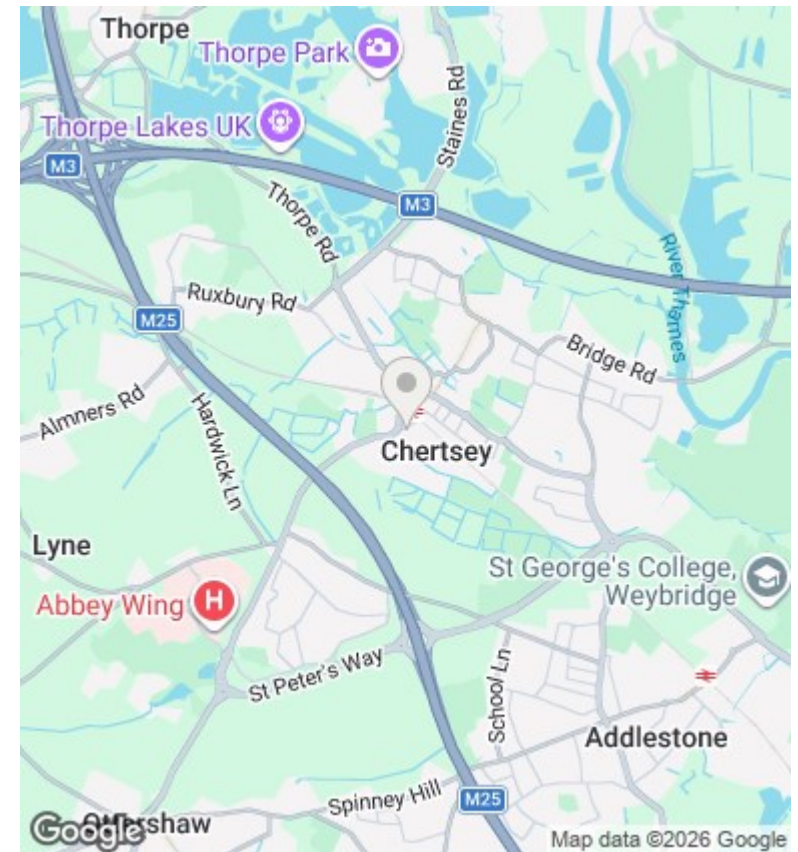 Thorpe
Thorpe Park
Thorpe Lakes UK
Staines Rd
M3
Thorpe Rd
M3
River Thames
Ruxbury Rd
M25
Bridge Rd
Almners Rd
Hardwick Ln
Chertsey
Lyne
St George's College,
Weybridge
Abbey Wing
H
St Peter's Way
School Ln
Addlestone
Spinney Hill
M25
Google
Ottershaw
Map data ©2026 Google